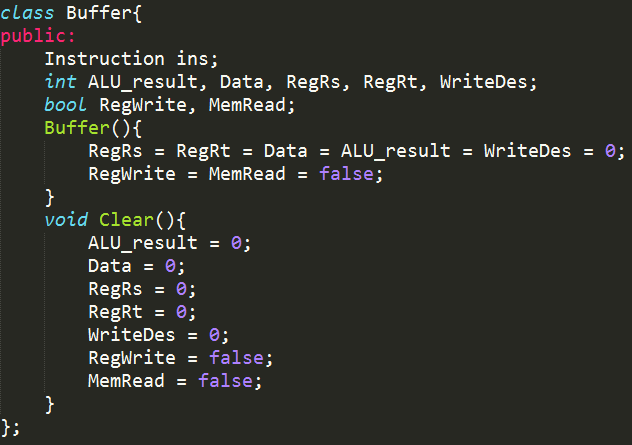 class Buffer{
public:
    Instruction ins;
    int ALU_result, Data, RegRs, RegRt, WriteDes;
    bool RegWrite, MemRead;
    Buffer(){
        RegRs = RegRt = Data = ALU_result = WriteDes = 0;
        RegWrite = MemRead = false;
    }
    void Clear(){
        ALU_result = 0;
        Data = 0;
        RegRs = 0;
        RegRt = 0;
        WriteDes = 0;
        RegWrite = false;
        MemRead = false;
    }
};